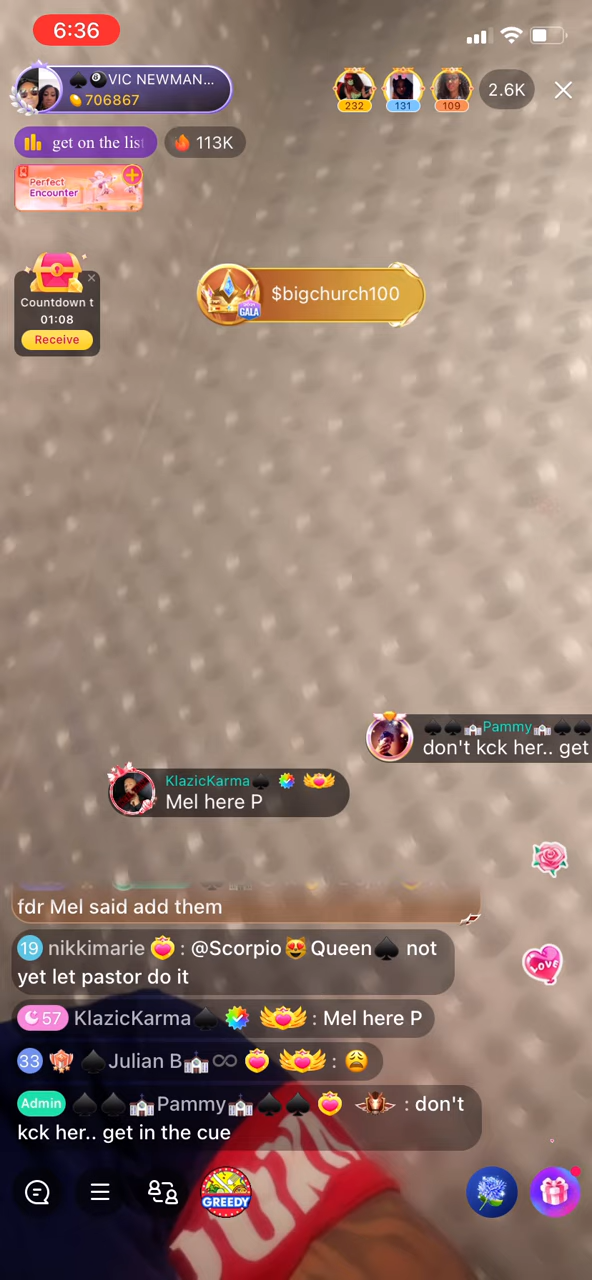 6:36
♠️🎱VIC NEWMAN...
706867
232
131
109
2.6K
get on the list
113K
Perfect
Encounter
Countdown t
01:08
Receive
GALA
$bigchurch100
♠️♠️💒Pammy💒♠️♠️
don't kck her.. get
KlazicKarma♠️
Mel here P
fdr Mel said add them
19 nikkimarie : @Scorpio😻Queen♠️ not
yet let pastor do it
LOVE
57 KlazicKarma♠️ : Mel here P
33 ♠️Julian B💒♾️ : 😩
Admin ♠️♠️💒Pammy💒♠️♠️ : don't
kck her.. get in the cue
GREEDY